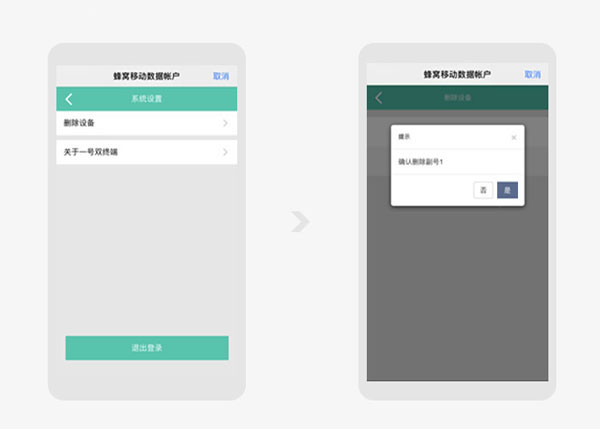 蜂窝移动数据帐户 取消
系统设置
删除设备
关于一号双终端
退出登录
蜂窝移动数据帐户 取消
删除设备
提示 ×
确认删除副号1
否 是